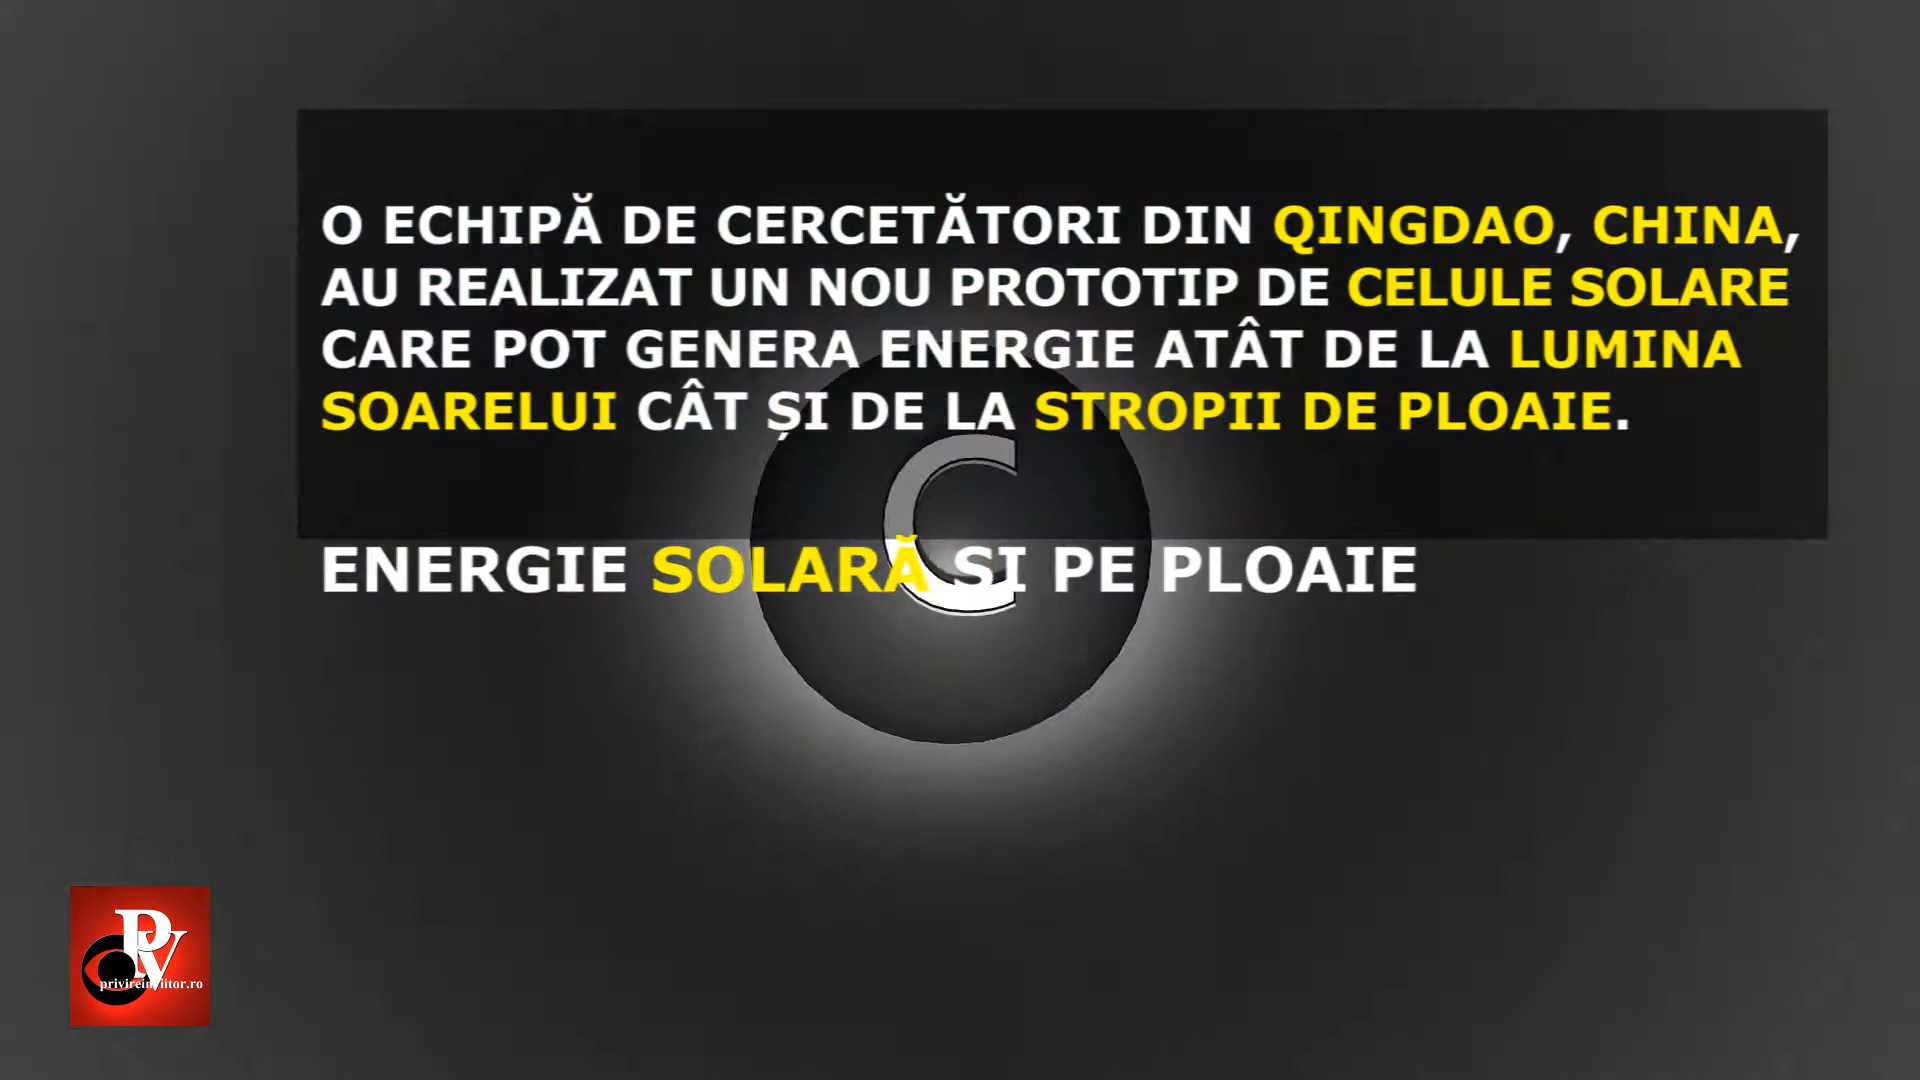 O ECHIPĂ DE CERCETĂTORI DIN QINGDAO, CHINA,
AU REALIZAT UN NOU PROTOTIP DE CELULE SOLARE
CARE POT GENERA ENERGIE ATÂT DE LA LUMINA
SOARELUI CÂT ȘI DE LA STROPII DE PLOAIE.
C
ENERGIE SOLARĂ SI PE PLOAIE
PV
privireinviitor.ro